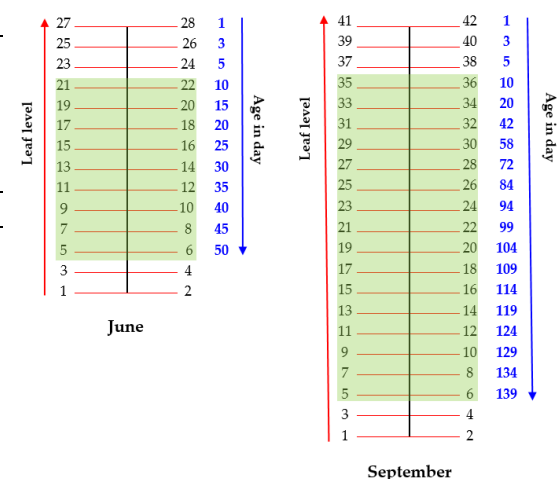 27 28 1
25 26 3
23 24 5
21 22 10
19 20 15
17 18 20
15 16 25
13 14 30
11 12 35
9 10 40
7 8 45
5 6 50
3 4
1 2
Leaf level
Age in day
June
41 42 1
39 40 3
37 38 5
35 36 10
33 34 20
31 32 42
29 30 58
27 28 72
25 26 84
23 24 94
21 22 99
19 20 104
17 18 109
15 16 114
13 14 119
11 12 124
9 10 129
7 8 134
5 6 139
3 4
1 2
Leaf level
Age in day
September